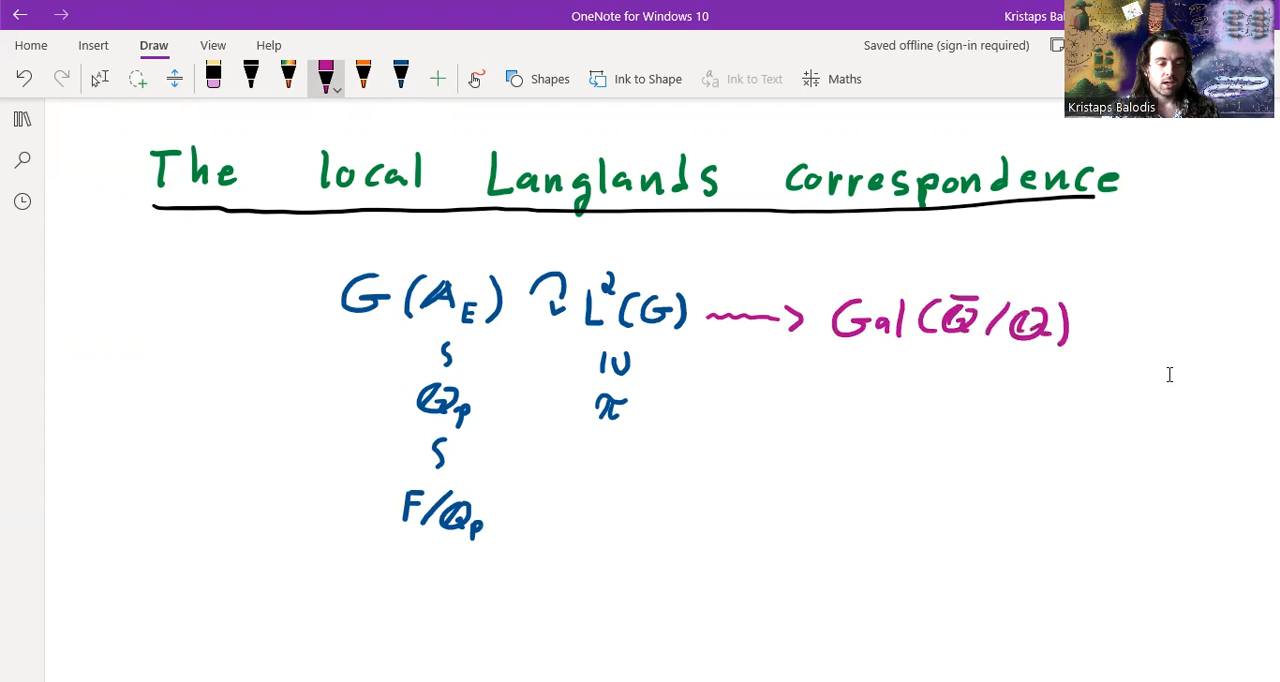 OneNote for Windows 10
Kristaps Bal
Home Insert Draw View Help
Saved offline (sign-in required)
Shapes Ink to Shape Ink to Text Maths
Kristaps Balodis
The local Langlands correspondence
G(𝔸_E) ↷ L²(G) ⇝ Gal(ℚ̄/ℚ)
ℚ_p π
F/ℚ_p